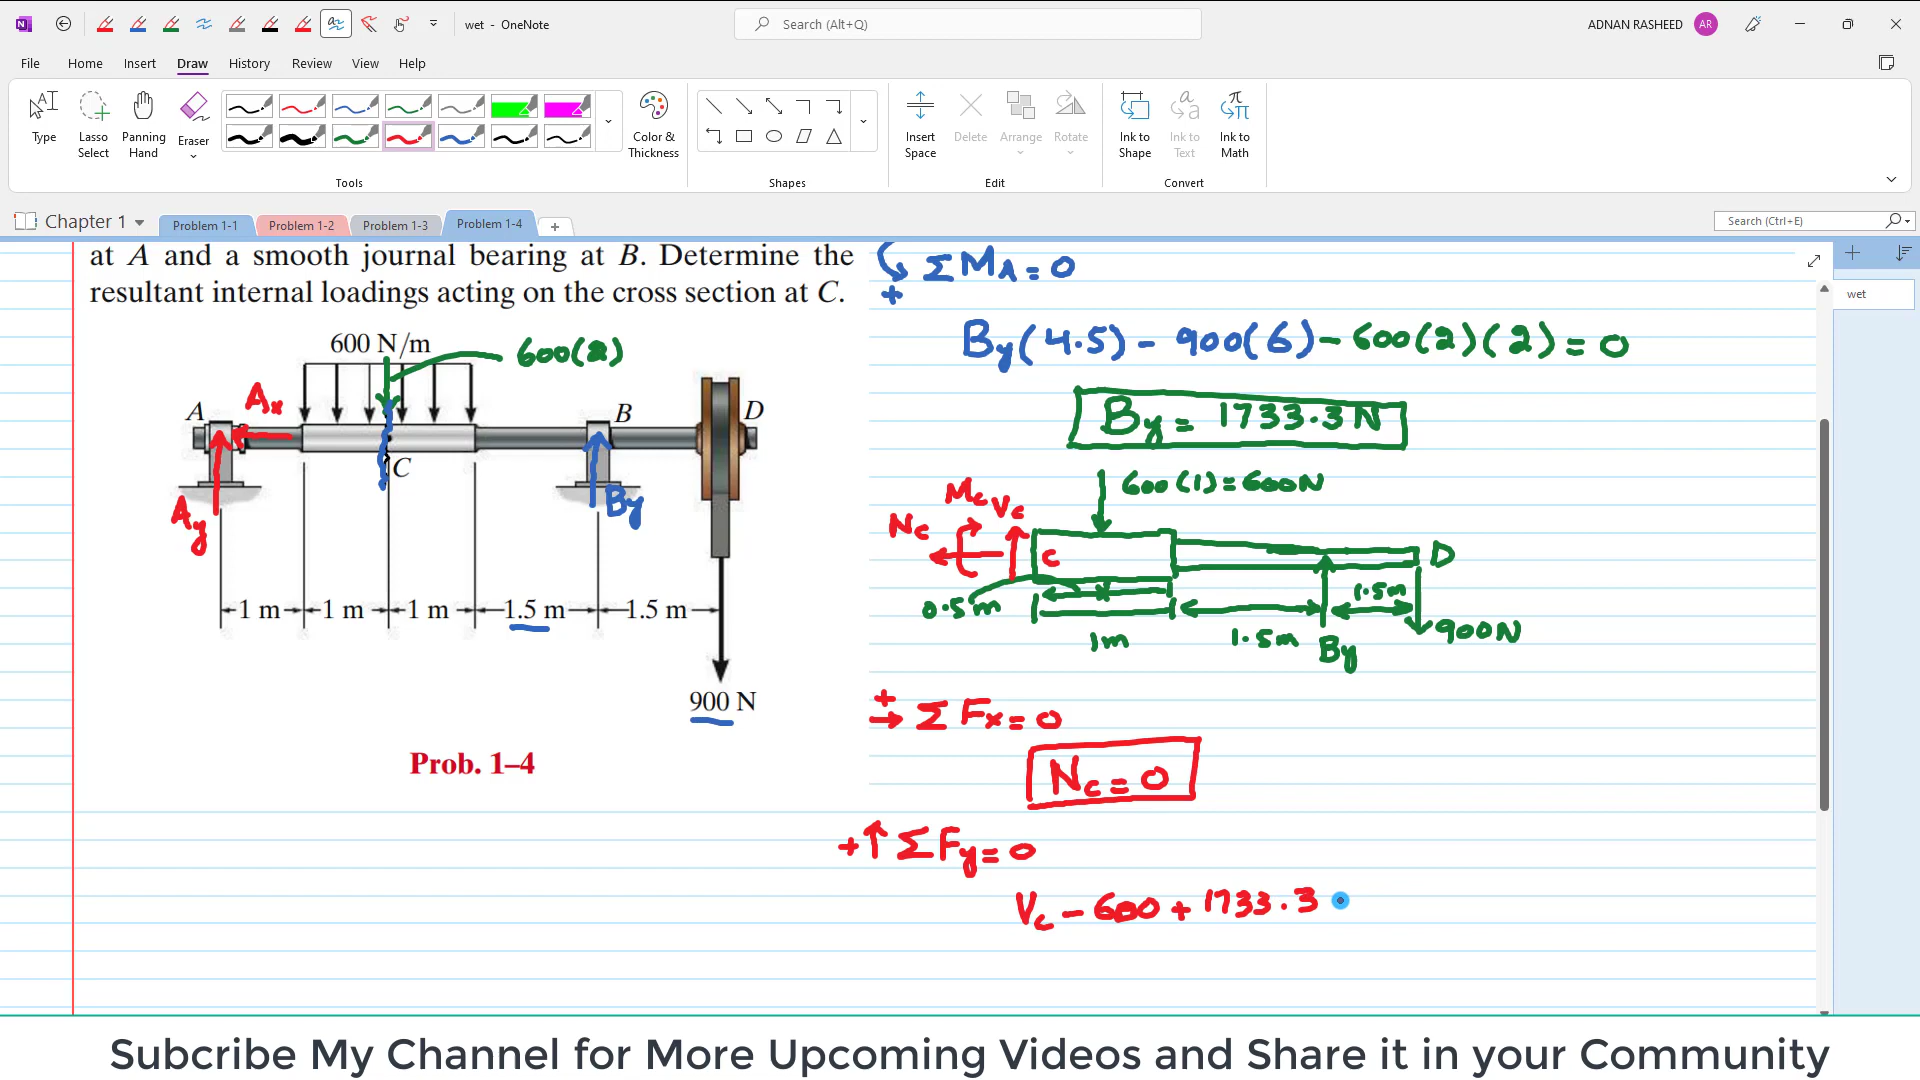 wet - OneNote
Search (Alt+Q)
ADNAN RASHEED
AR
File Home Insert Draw History Review View Help
Type
Lasso Select
Panning Hand
Eraser
Color & Thickness
Insert Space
Delete
Arrange
Rotate
Ink to Shape
Ink to Text
Ink to Math
Tools
Shapes
Edit
Convert
Chapter 1
Problem 1-1
Problem 1-2
Problem 1-3
Problem 1-4
Search (Ctrl+E)
wet
at A and a smooth journal bearing at B. Determine the
resultant internal loadings acting on the cross section at C.
600 N/m
600(2)
A
Ax
B
D
C
Ay
By
1 m 1 m 1 m 1.5 m 1.5 m
900 N
Prob. 1–4
+ ΣMA = 0
By(4.5) - 900(6) - 600(2)(2) = 0
By = 1733.3 N
600(1) = 600N
Mc Vc
Nc
C
D
0.5m
1m
1.5m
By
1.5m
900N
+→ ΣFx = 0
Nc = 0
+↑ ΣFy = 0
Vc - 600 + 1733.3
Subcribe My Channel for More Upcoming Videos and Share it in your Community